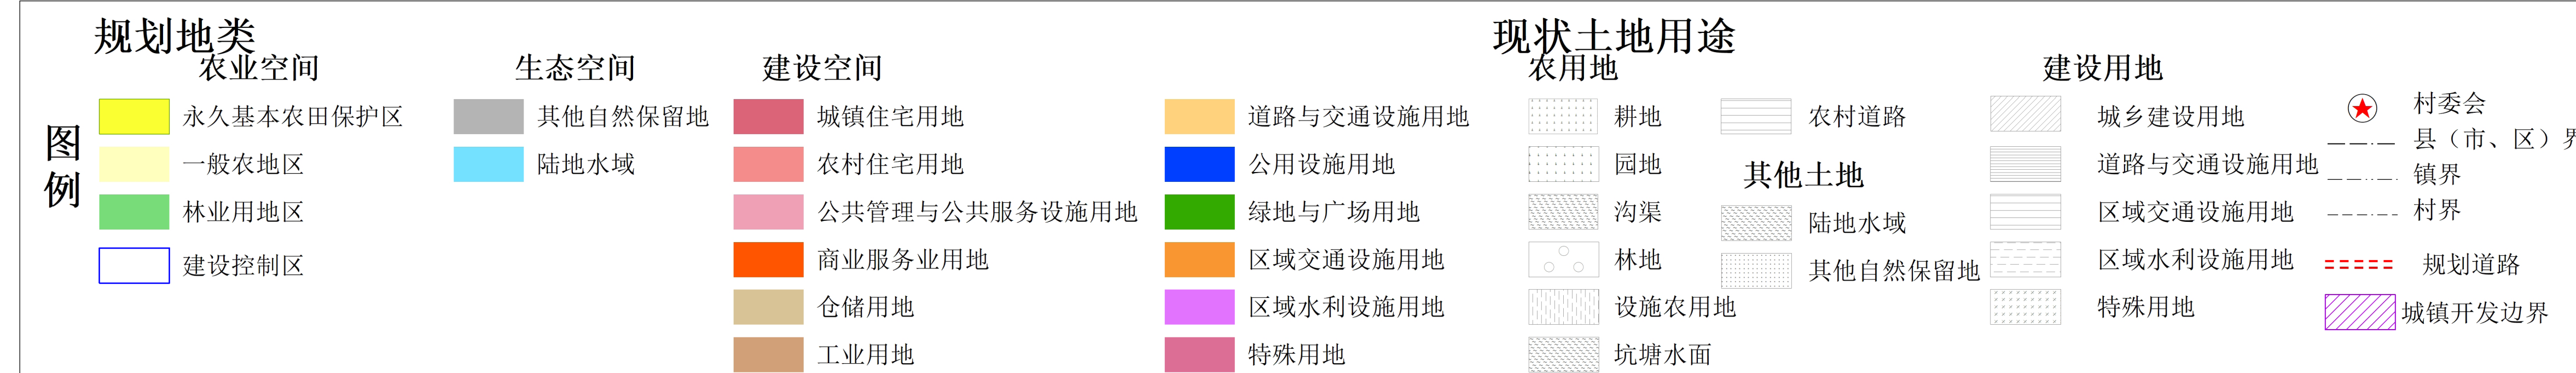 图例
规划地类
农业空间
永久基本农田保护区
一般农地区
林业用地区
建设控制区
生态空间
其他自然保留地
陆地水域
建设空间
城镇住宅用地
农村住宅用地
公共管理与公共服务设施用地
商业服务业用地
仓储用地
工业用地
道路与交通设施用地
公用设施用地
绿地与广场用地
区域交通设施用地
区域水利设施用地
特殊用地
现状土地用途
农用地
耕地
园地
沟渠
林地
设施农用地
坑塘水面
农村道路
其他土地
陆地水域
其他自然保留地
建设用地
城乡建设用地
道路与交通设施用地
区域交通设施用地
区域水利设施用地
特殊用地
村委会
县（市、区）界
镇界
村界
规划道路
城镇开发边界